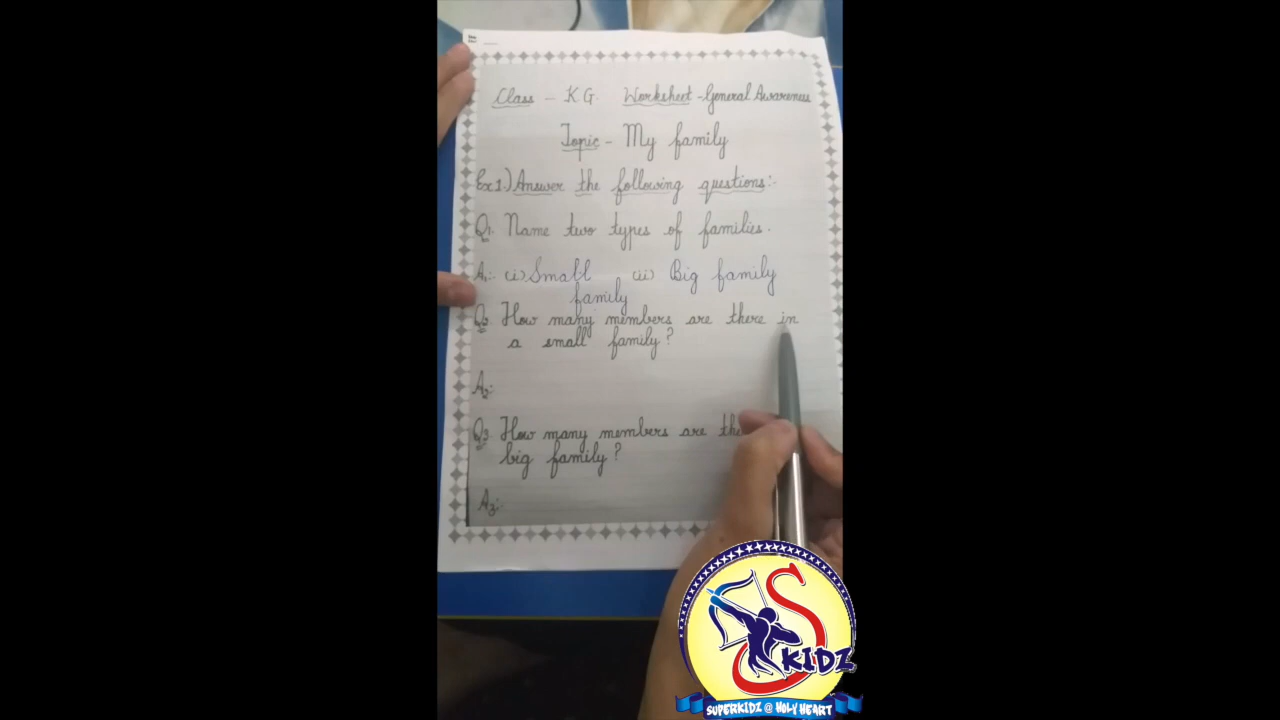 Class - K.G. Worksheet - General Awareness
Topic - My family
Ex 1.) Answer the following questions:-
Q1. Name two types of families.
A1:- (i) Small (ii) Big family
family
Q2. How many members are there in
a small family?
A2:-
Q3. How many members are the
big family?
A3:-
S
KIDZ
SUPERKIDZ @ HOLY HEART